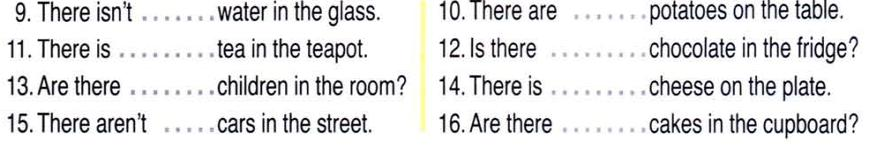 9. There isn't ........water in the glass.
10. There are ........potatoes on the table.
11. There is .........tea in the teapot.
12. Is there .........chocolate in the fridge?
13. Are there ........children in the room?
14. There is .........cheese on the plate.
15. There aren't .....cars in the street.
16. Are there ........cakes in the cupboard?